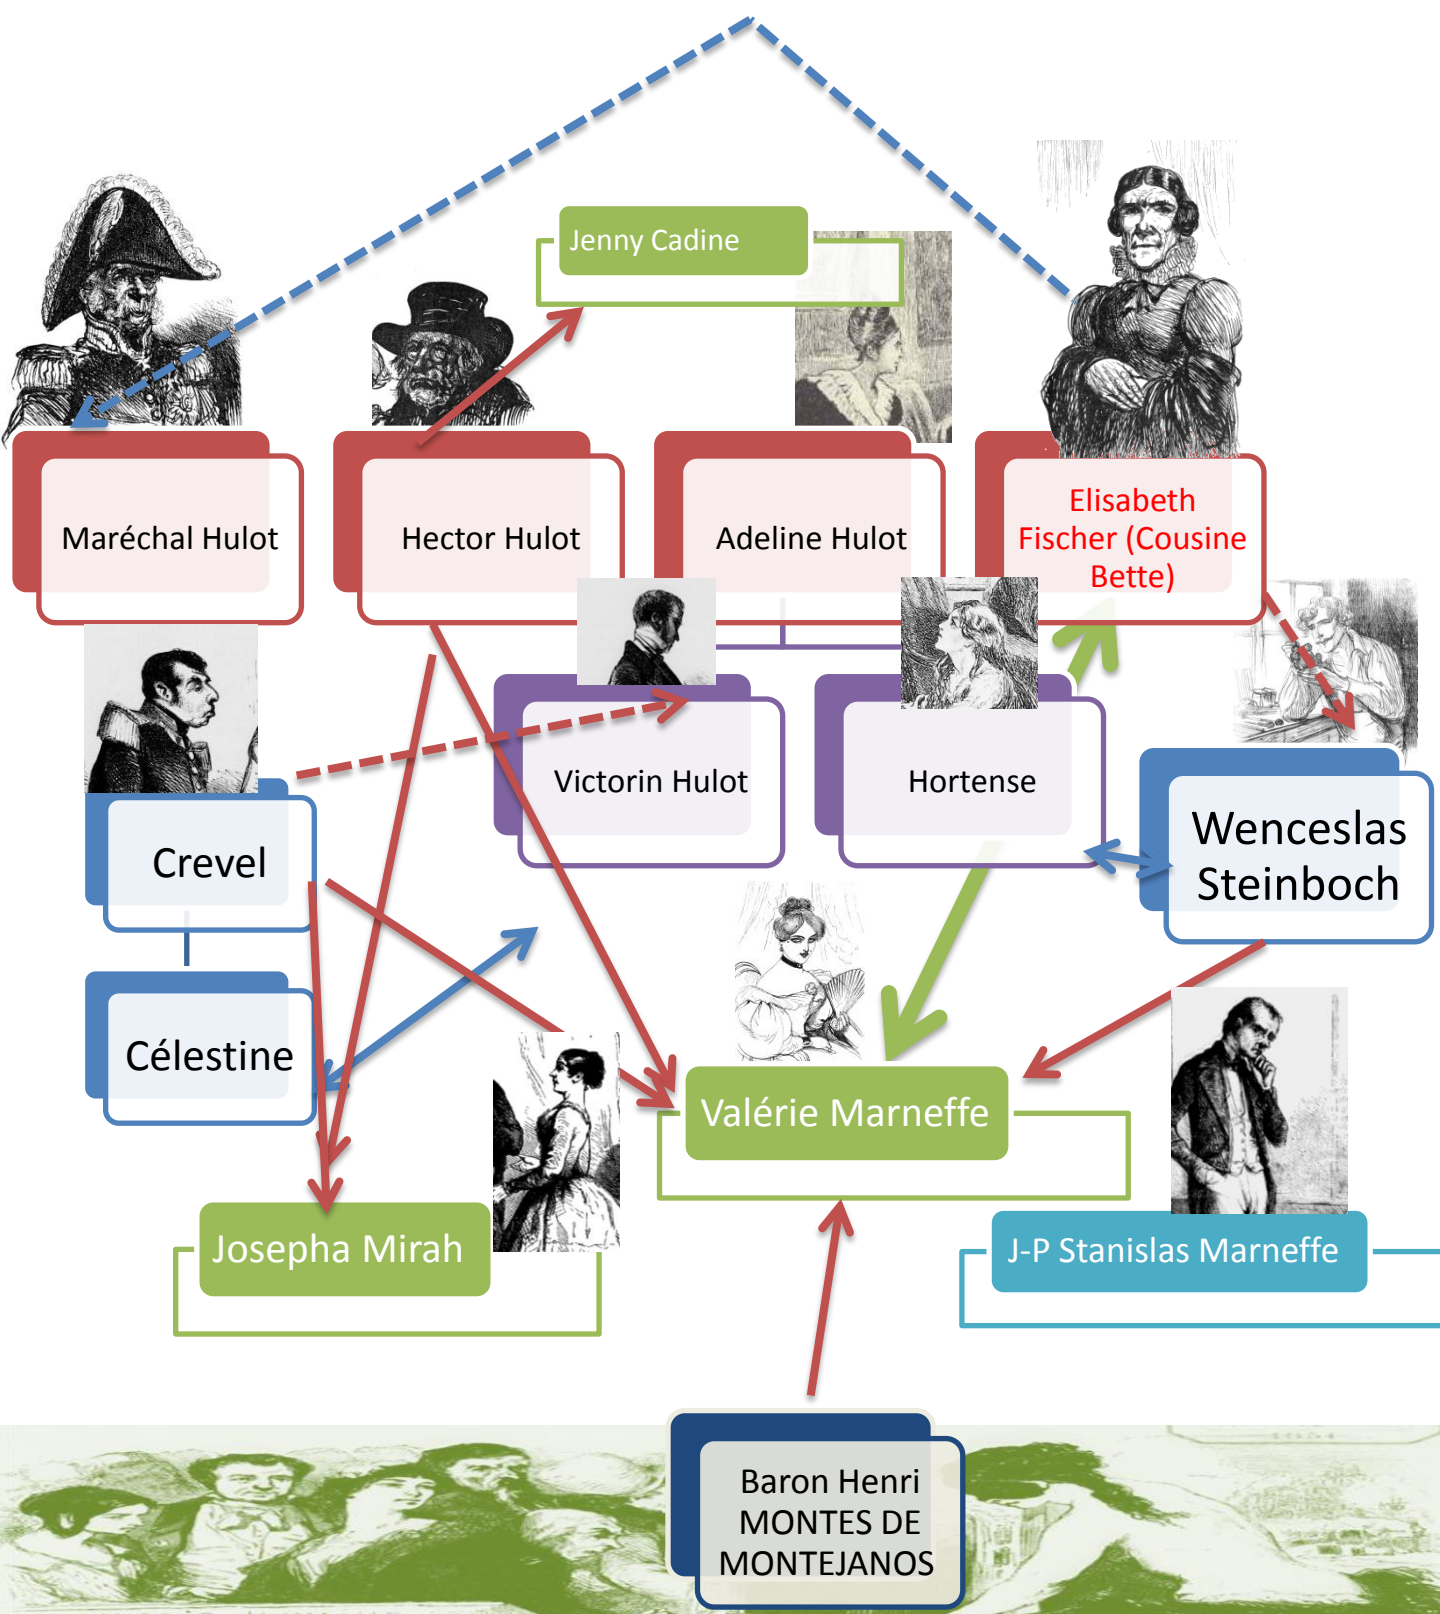 Jenny Cadine
Maréchal Hulot
Hector Hulot
Adeline Hulot
Elisabeth
Fischer (Cousine
Bette)
Victorin Hulot
Hortense
Wenceslas
Steinboch
Crevel
Célestine
Valérie Marneffe
Josepha Mirah
J-P Stanislas Marneffe
Baron Henri
MONTES DE
MONTEJANOS